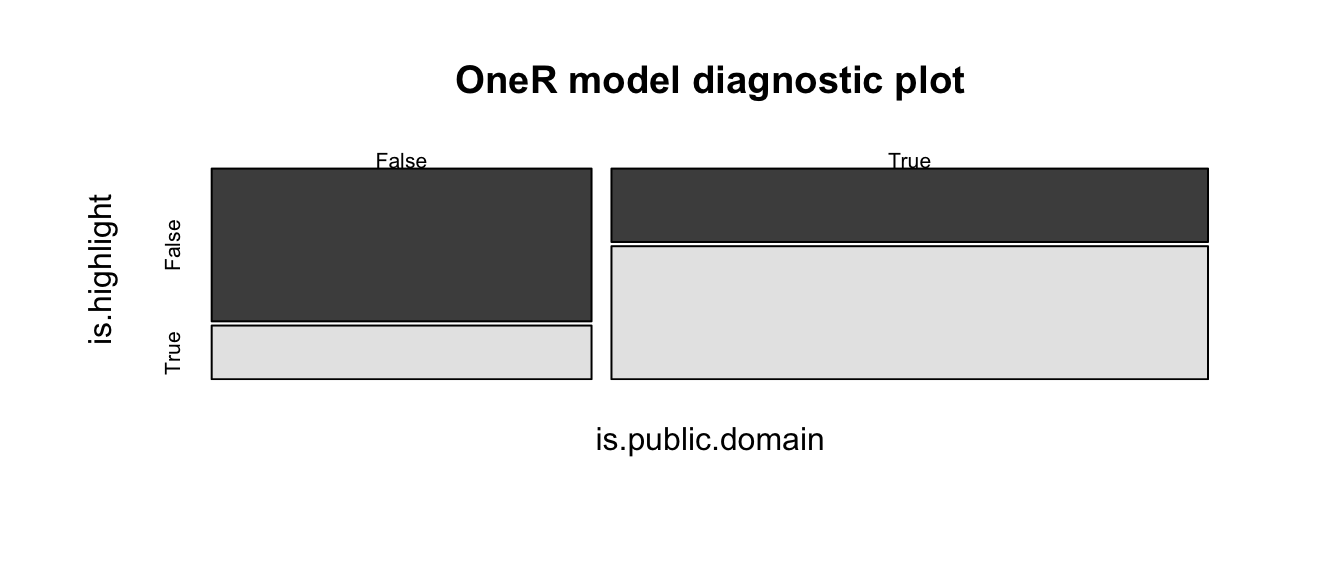 OneR model diagnostic plot
False True
is.highlight
False
True
is.public.domain